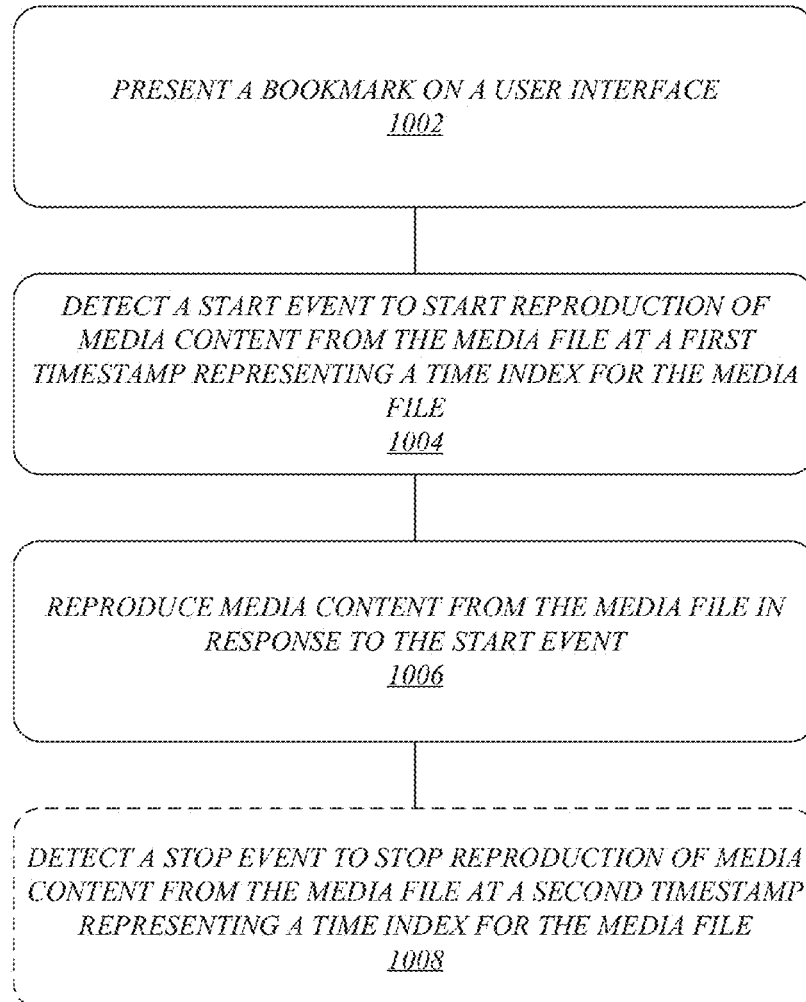 PRESENT A BOOKMARK ON A USER INTERFACE
1002
DETECT A START EVENT TO START REPRODUCTION OF
MEDIA CONTENT FROM THE MEDIA FILE AT A FIRST
TIMESTAMP REPRESENTING A TIME INDEX FOR THE MEDIA
FILE
1004
REPRODUCE MEDIA CONTENT FROM THE MEDIA FILE IN
RESPONSE TO THE START EVENT
1006
DETECT A STOP EVENT TO STOP REPRODUCTION OF MEDIA
CONTENT FROM THE MEDIA FILE AT A SECOND TIMESTAMP
REPRESENTING A TIME INDEX FOR THE MEDIA FILE
1008